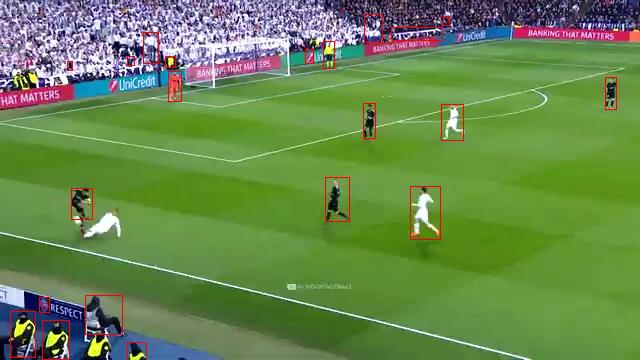 BANKING THAT MATTERS
UniCredit
BANKING THAT MATTERS
UniCredit
BANKING THAT MATTERS
UniCredit
THAT MATTERS
RESPECT